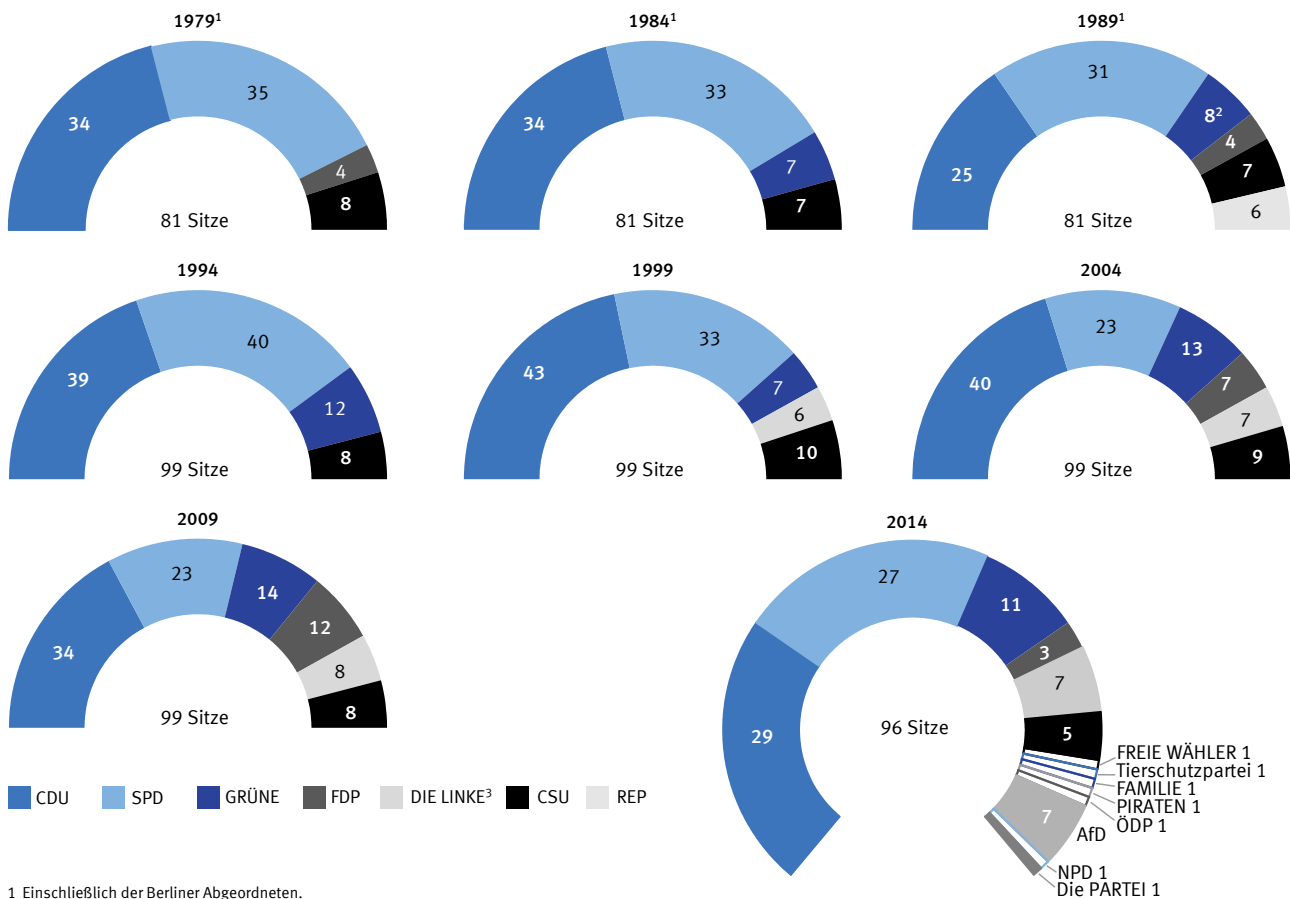 1979¹
34
35
4
8
81 Sitze
1984¹
34
33
7
7
81 Sitze
1989¹
25
31
8²
4
7
6
81 Sitze
1994
39
40
12
8
99 Sitze
1999
43
33
7
6
10
99 Sitze
2004
40
23
13
7
7
9
99 Sitze
2009
34
23
14
12
8
8
99 Sitze
2014
29
27
11
3
7
5
FREIE WÄHLER 1
Tierschutzpartei 1
FAMILIE 1
PIRATEN 1
ÖDP 1
7
AfD
NPD 1
Die PARTEI 1
96 Sitze
CDU SPD GRÜNE FDP DIE LINKE³ CSU REP
1 Einschließlich der Berliner Abgeordneten.